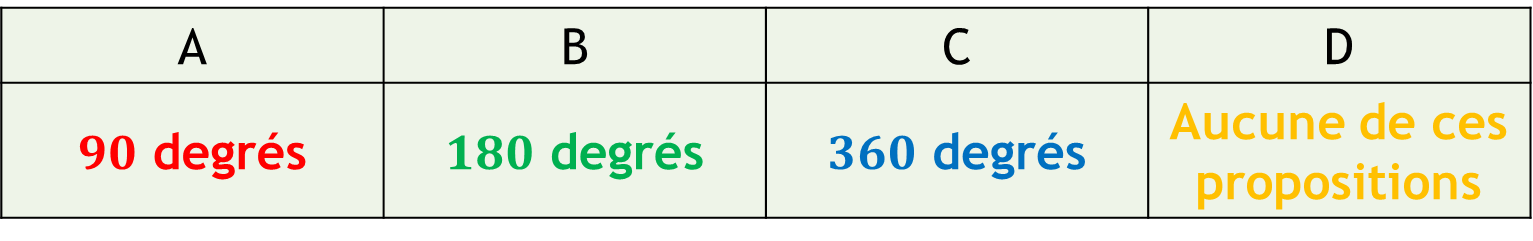 A B C D
90 degrés 180 degrés 360 degrés Aucune de ces
propositions